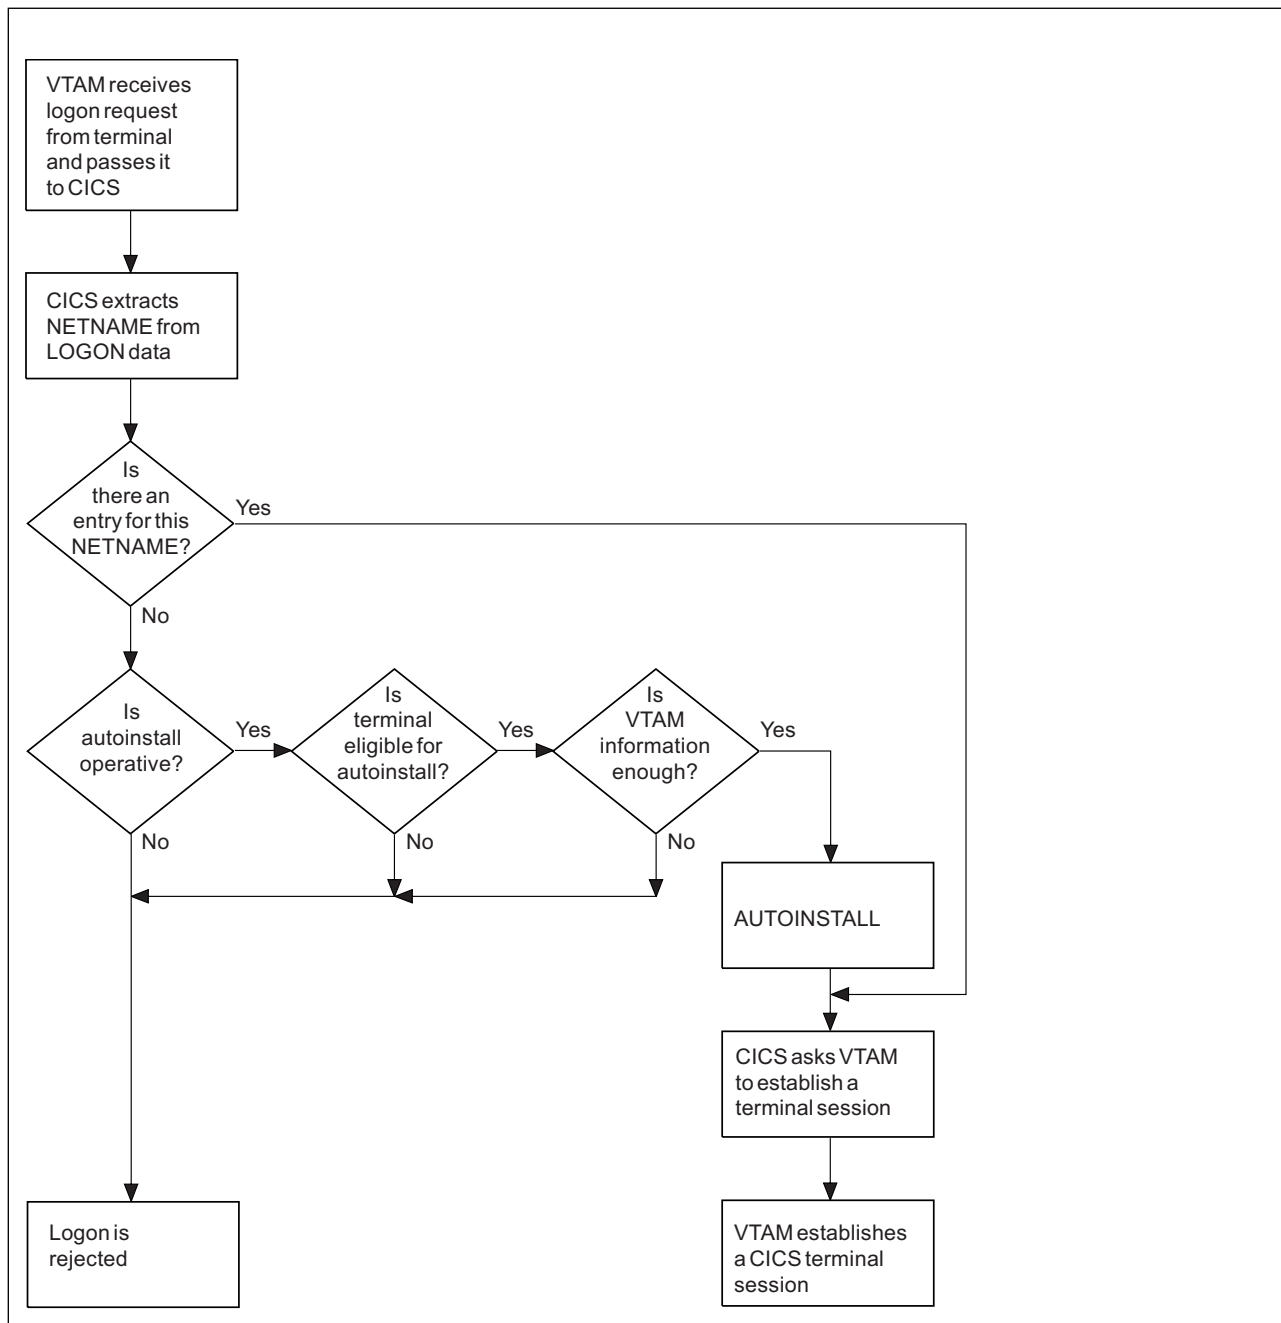 VTAM receives
logon request
from terminal
and passes it
to CICS
CICS extracts
NETNAME from
LOGON data
Is
there an
entry for this
NETNAME?
Yes
No
Is
autoinstall
operative?
Yes
No
Is
terminal
eligible for
autoinstall?
Yes
No
Is
VTAM
information
enough?
Yes
No
AUTOINSTALL
CICS asks VTAM
to establish a
terminal session
Logon is
rejected
VTAM establishes
a CICS terminal
session